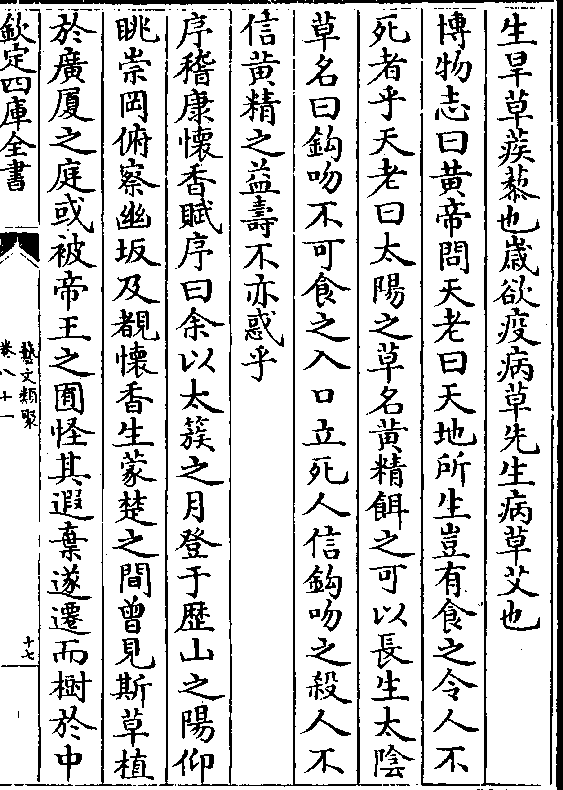 生旱草蒺藜也歲欲疫病草先生病草艾也
博物志曰黄帝問天老曰天地所生豈有食之令人不
死者乎天老曰太陽之草名黄精餌之可以長生太陰
草名曰鈎吻不可食之入口立死人信鈎吻之殺人不
信黄精之益壽不亦惑乎
序稽康懷香賦序曰余以太簇之月登于歴山之陽仰
眺崇岡俯察幽坂及覩懷香生蒙楚之間曽見斯草植
於廣厦之庭或被帝王之囿怪其遐棄遂遷而樹於中
欽定四庫全書
藝文類聚
卷八十一
十七